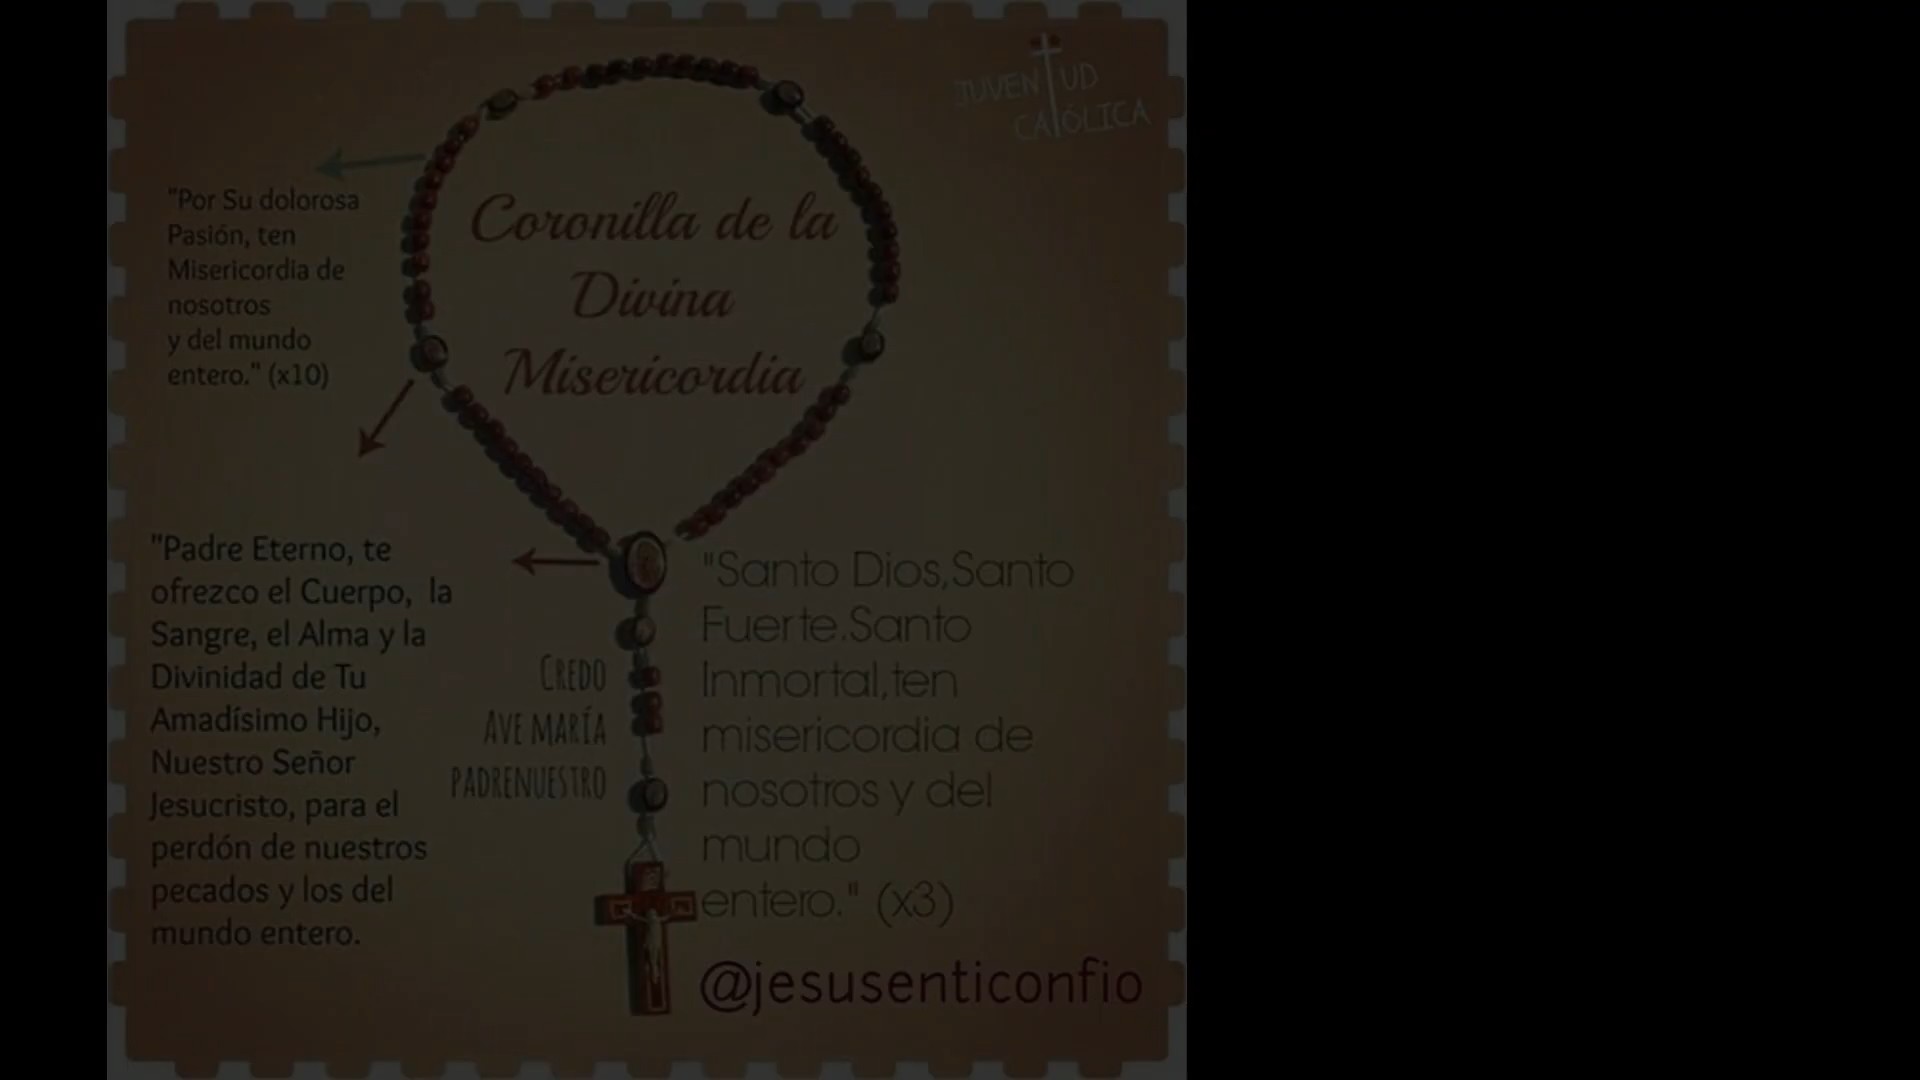 JUVENTUD
CATÓLICA
Coronilla de la
Divina
Misericordia
"Por Su dolorosa
Pasión, ten
Misericordia de
nosotros
y del mundo
entero." (x10)
"Padre Eterno, te
ofrezco el Cuerpo, la
Sangre, el Alma y la
Divinidad de Tu
Amadísimo Hijo,
Nuestro Señor
Jesucristo, para el
perdón de nuestros
pecados y los del
mundo entero.
CREDO
AVE MARÍA
PADRENUESTRO
"Santo Dios,Santo
Fuerte.Santo
Inmortal,ten
misericordia de
nosotros y del
mundo
entero." (x3)
@jesusenticonfio